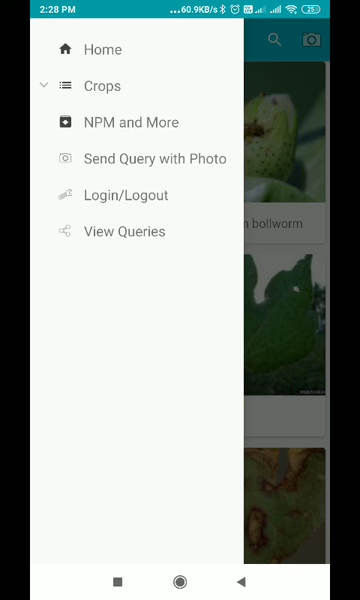 2:28 PM
...60.9KB/s
25
Home
Crops
NPM and More
Send Query with Photo
Login/Logout
View Queries
bollworm